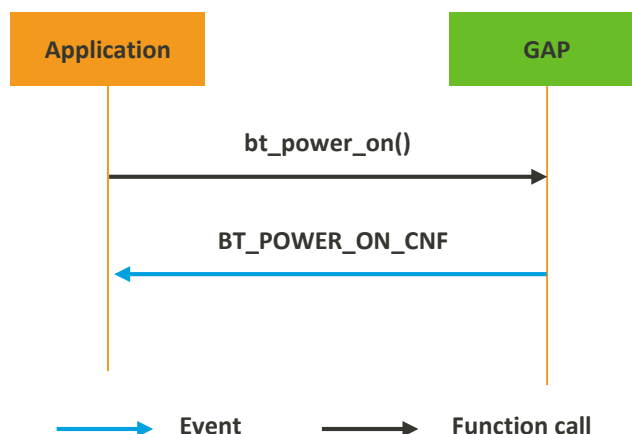 Application
GAP
bt_power_on()
BT_POWER_ON_CNF
Event
Function call